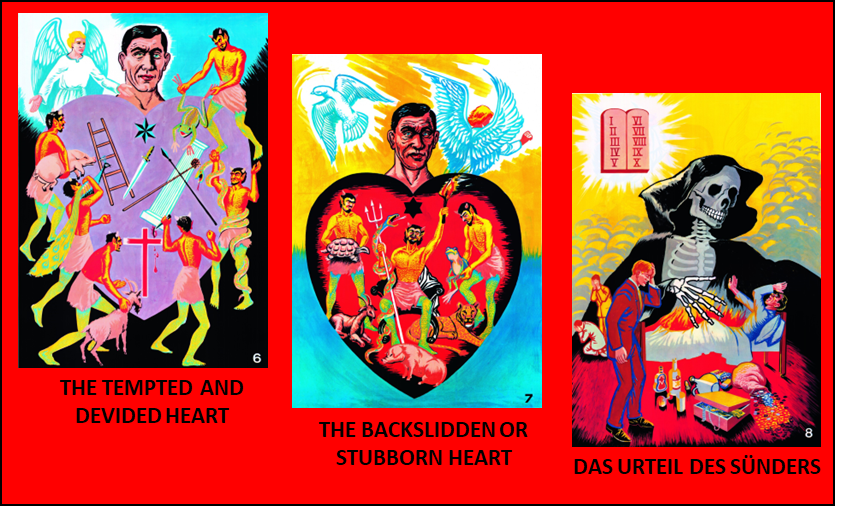 6
THE TEMPTED AND
DEVIDED HEART
7
THE BACKSLIDDEN OR
STUBBORN HEART
I VI
II VII
III VIII
IV IX
V X
8
DAS URTEIL DES SÜNDERS